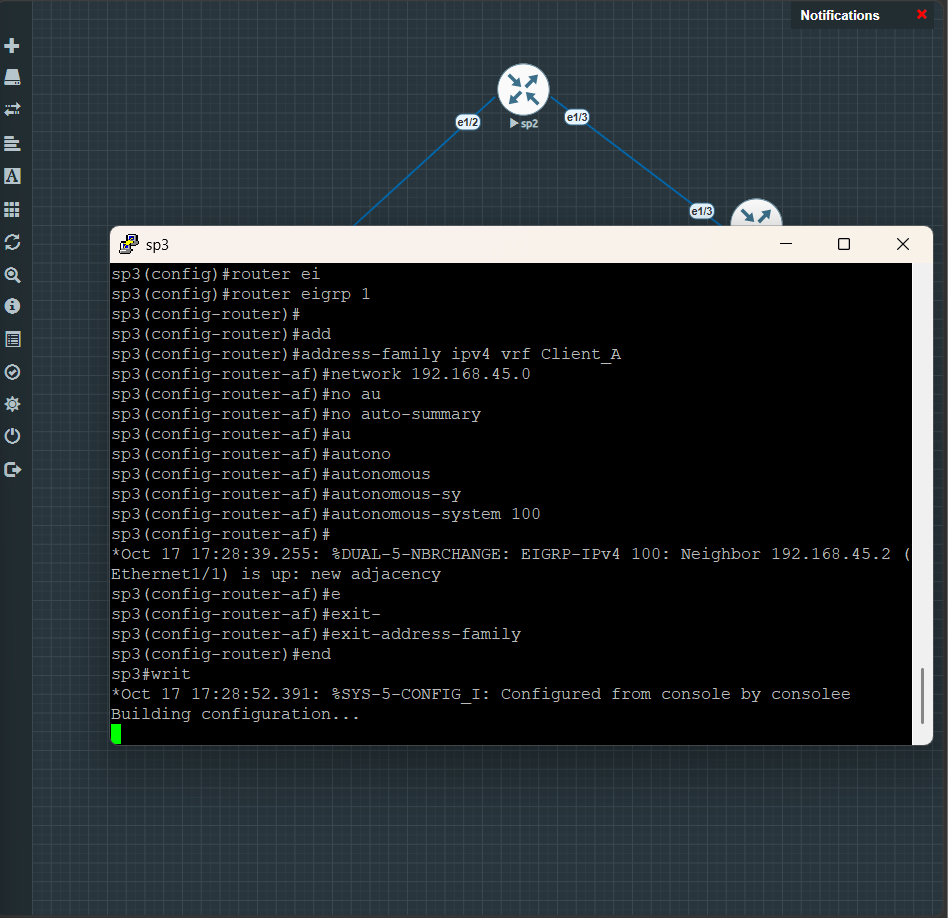 Notifications
e1/2
sp2
e1/3
e1/3
sp3
sp3(config)#router ei
sp3(config)#router eigrp 1
sp3(config-router)#
sp3(config-router)#add
sp3(config-router)#address-family ipv4 vrf Client_A
sp3(config-router-af)#network 192.168.45.0
sp3(config-router-af)#no au
sp3(config-router-af)#no auto-summary
sp3(config-router-af)#au
sp3(config-router-af)#autono
sp3(config-router-af)#autonomous
sp3(config-router-af)#autonomous-sy
sp3(config-router-af)#autonomous-system 100
sp3(config-router-af)#
*Oct 17 17:28:39.255: %DUAL-5-NBRCHANGE: EIGRP-IPv4 100: Neighbor 192.168.45.2 (
Ethernet1/1) is up: new adjacency
sp3(config-router-af)#e
sp3(config-router-af)#exit-
sp3(config-router-af)#exit-address-family
sp3(config-router)#end
sp3#writ
*Oct 17 17:28:52.391: %SYS-5-CONFIG_I: Configured from console by consolee
Building configuration...